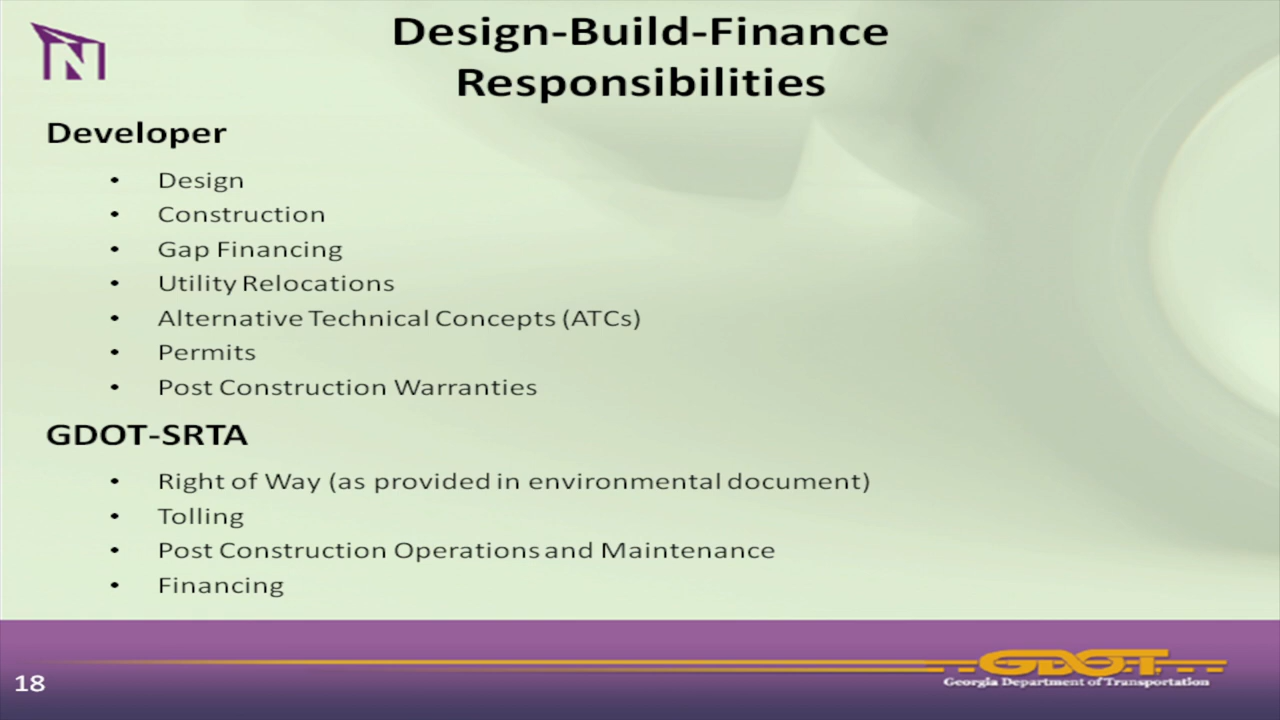 Design-Build-Finance
Responsibilities
Developer
• Design
• Construction
• Gap Financing
• Utility Relocations
• Alternative Technical Concepts (ATCs)
• Permits
• Post Construction Warranties
GDOT-SRTA
• Right of Way (as provided in environmental document)
• Tolling
• Post Construction Operations and Maintenance
• Financing
18
GDOT
Georgia Department of Transportation